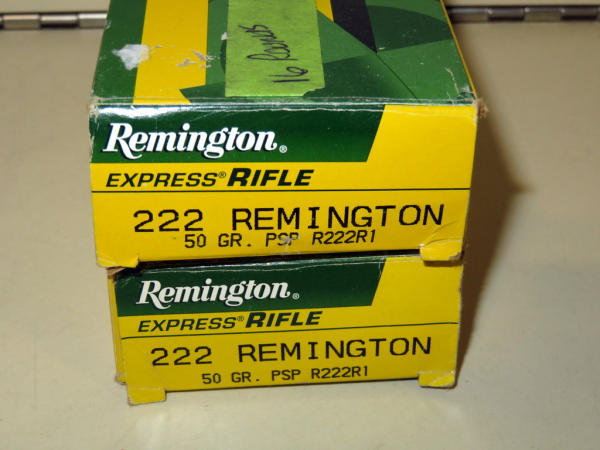 16 Rounds
Remington®
EXPRESS® RIFLE
222 REMINGTON
50 GR. PSP R222R1
Remington®
EXPRESS® RIFLE
222 REMINGTON
50 GR. PSP R222R1